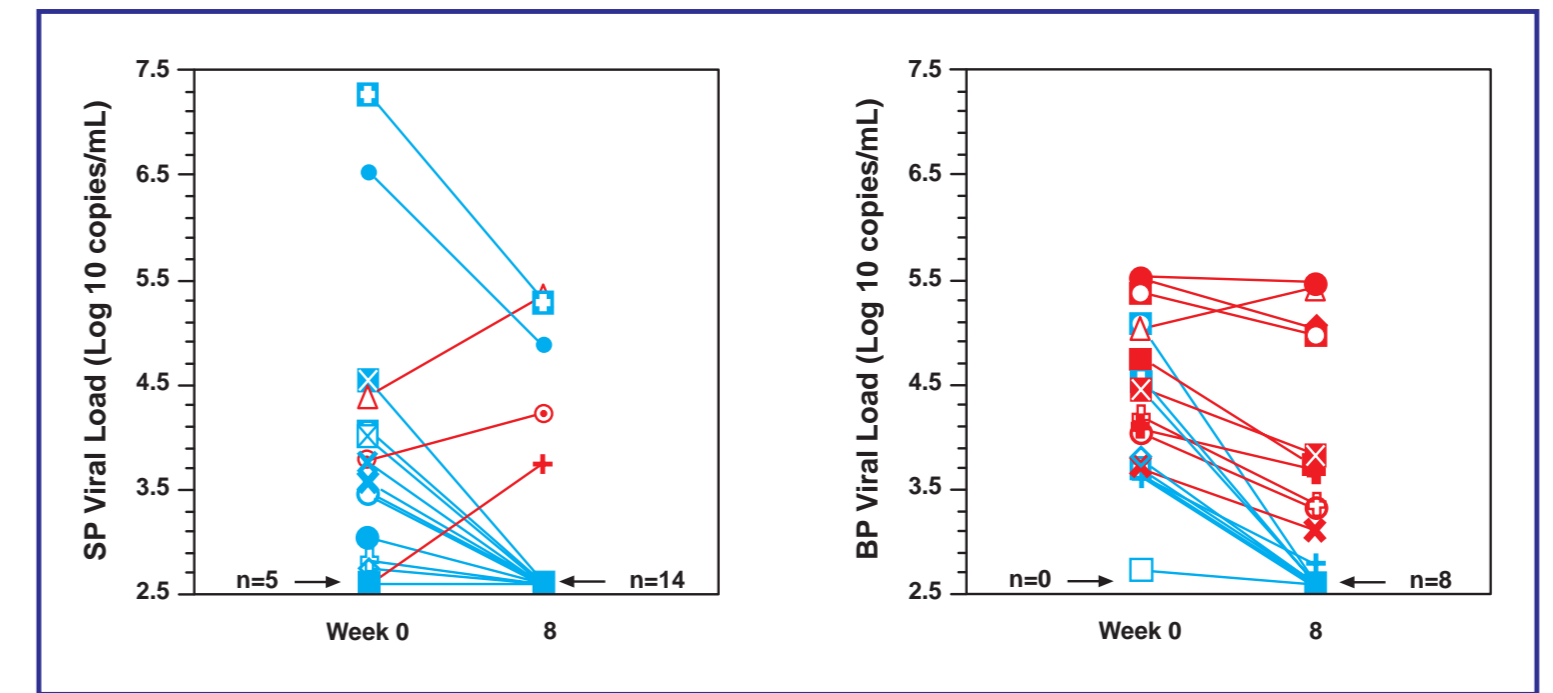 SP Viral Load (Log 10 copies/mL)
7.5
6.5
5.5
4.5
3.5
2.5
n=5
n=14
Week 0
8
BP Viral Load (Log 10 copies/mL)
7.5
6.5
5.5
4.5
3.5
2.5
n=0
n=8
Week 0
8